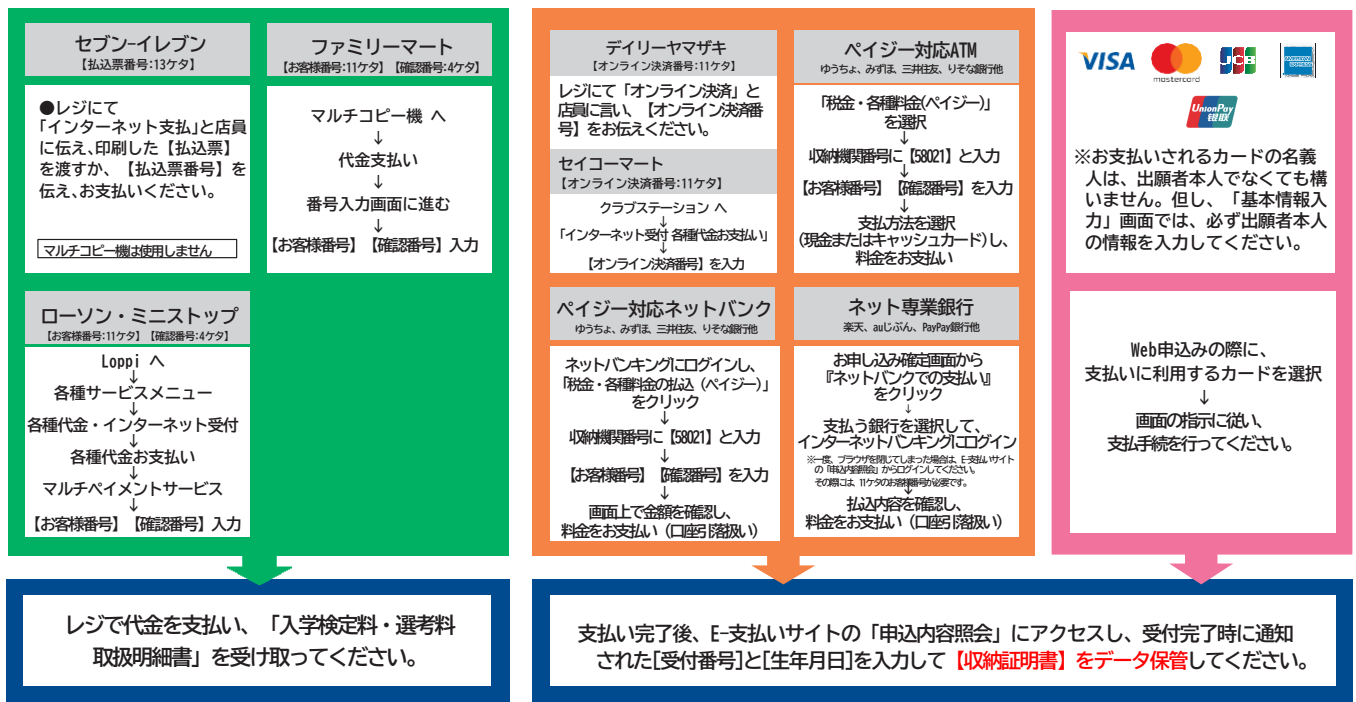 セブン-イレブン
【払込票番号:13ケタ】
●レジにて
「インターネット支払」と店員
に伝え、印刷した【払込票】
を渡すか、【払込票番号】を
伝え、お支払いください。
マルチコピー機は使用しません
ファミリーマート
【お客様番号:11ケタ】【確認番号:4ケタ】
マルチコピー機 へ
↓
代金支払い
↓
番号入力画面に進む
↓
【お客様番号】【確認番号】入力
ローソン・ミニストップ
【お客様番号:11ケタ】【確認番号:4ケタ】
Loppi へ
↓
各種サービスメニュー
↓
各種代金・インターネット受付
↓
各種代金お支払い
↓
マルチペイメントサービス
↓
【お客様番号】【確認番号】入力
デイリーヤマザキ
【オンライン決済番号:11ケタ】
レジにて「オンライン決済」と
店員に言い、【オンライン決済番
号】をお伝えください。
セイコーマート
【オンライン決済番号:11ケタ】
クラブステーション へ
↓
「インターネット受付 各種代金お支払い」
↓
【オンライン決済番号】を入力
ペイジー対応ATM
ゆうちょ、みずほ、三井住友、りそな銀行他
「税金・各種料金(ペイジー)」
を選択
↓
収納機関番号に【58021】と入力
↓
【お客様番号】【確認番号】を入力
↓
支払方法を選択
(現金またはキャッシュカード)し、
料金をお支払い
ペイジー対応ネットバンク
ゆうちょ、みずほ、三井住友、りそな銀行他
ネットバンキングにログインし、
「税金・各種料金の払込（ペイジー）」
をクリック
↓
収納機関番号に【58021】と入力
↓
【お客様番号】【確認番号】を入力
↓
画面上で金額を確認し、
料金をお支払い（口座引落扱い）
ネット専業銀行
楽天、auじぶん、PayPay銀行他
お申し込み確定画面から
『ネットバンクでの支払い』
をクリック
↓
支払う銀行を選択して、
インターネットバンキングにログイン
※一度、ブラウザを閉じてしまった場合は、E-支払いサイト
の「申込内容照会」からログインしてください。
その際には、11ケタのお客様番号が必要です。
↓
払込内容を確認し、
料金をお支払い（口座引落扱い）
VISA
mastercard
JCB
AMERICAN EXPRESS
UnionPay
银联
※お支払いされるカードの名義
人は、出願者本人でなくても構
いません。但し、「基本情報入
力」画面では、必ず出願者本人
の情報を入力してください。
Web申込みの際に、
支払いに利用するカードを選択
↓
画面の指示に従い、
支払手続を行ってください。
レジで代金を支払い、「入学検定料・選考料
取扱明細書」を受け取ってください。
支払い完了後、E-支払いサイトの「申込内容照会」にアクセスし、受付完了時に通知
された[受付番号]と[生年月日]を入力して【収納証明書】をデータ保管してください。